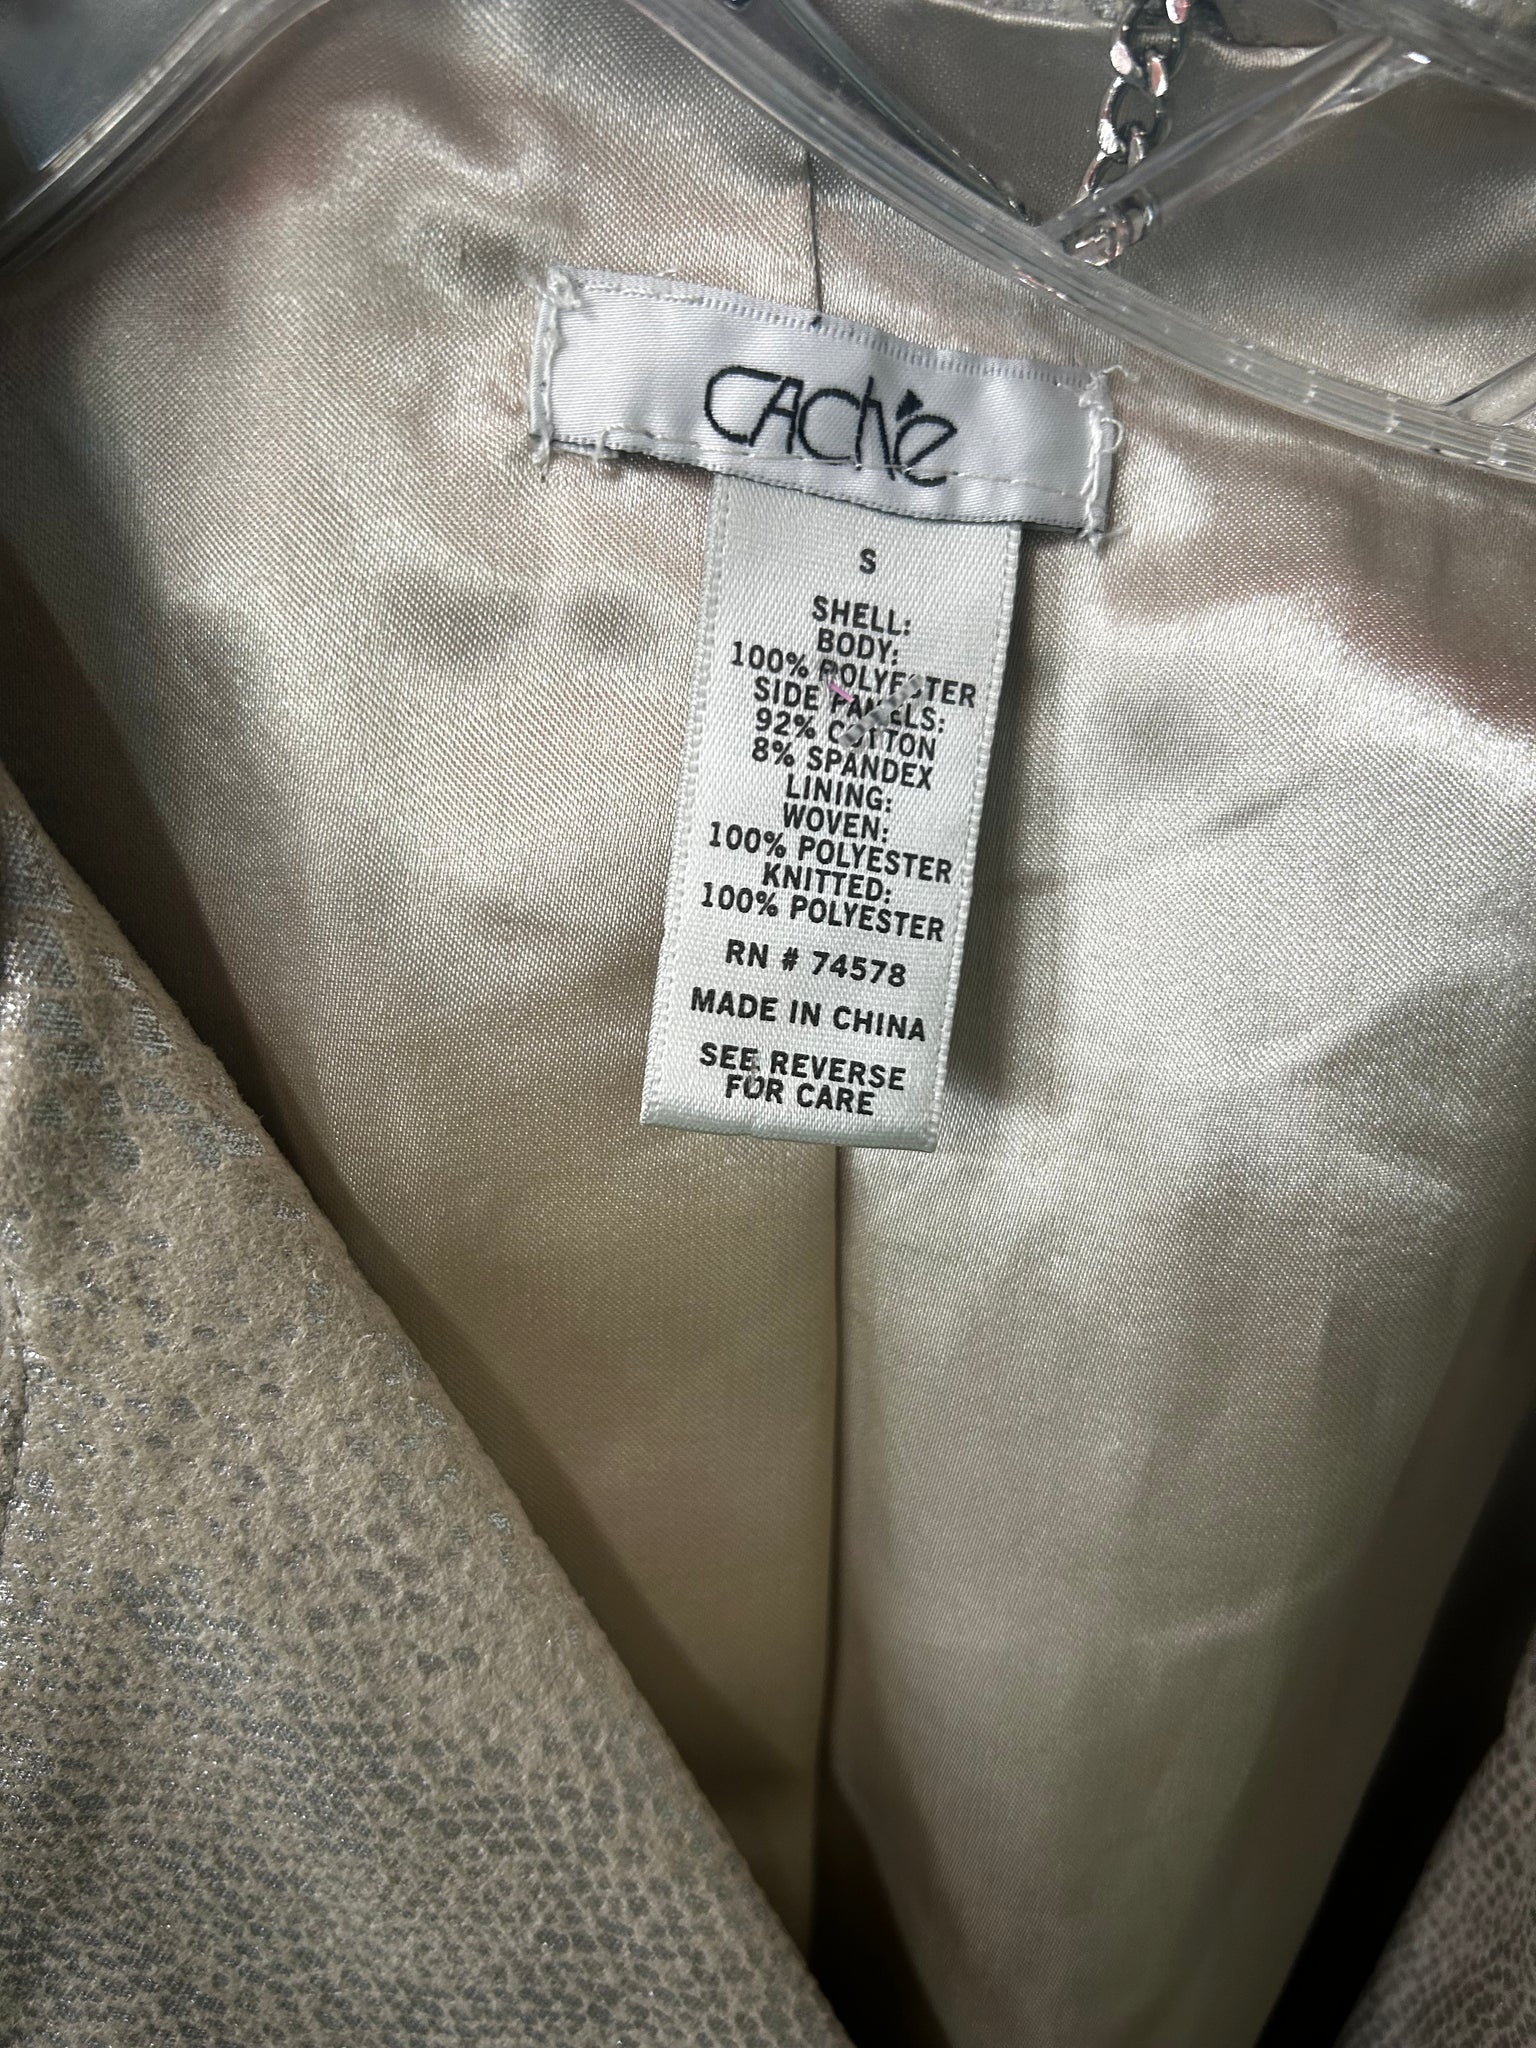 CAChé
S
SHELL:
BODY:
100% POLYESTER
SIDE PANELS:
92% COTTON
8% SPANDEX
LINING:
WOVEN:
100% POLYESTER
KNITTED:
100% POLYESTER
RN # 74578
MADE IN CHINA
SEE REVERSE
FOR CARE